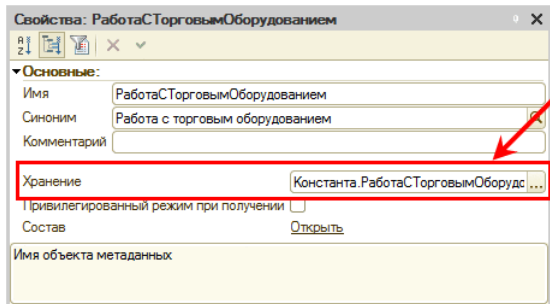 Свойства: РаботаСТорговымОборудованием
Основные:
Имя РаботаСТорговымОборудованием
Синоним Работа с торговым оборудованием
Комментарий
Хранение Константа.РаботаСТорговымОборудс ...
Привилегированный режим при получении
Состав Открыть
Имя объекта метаданных